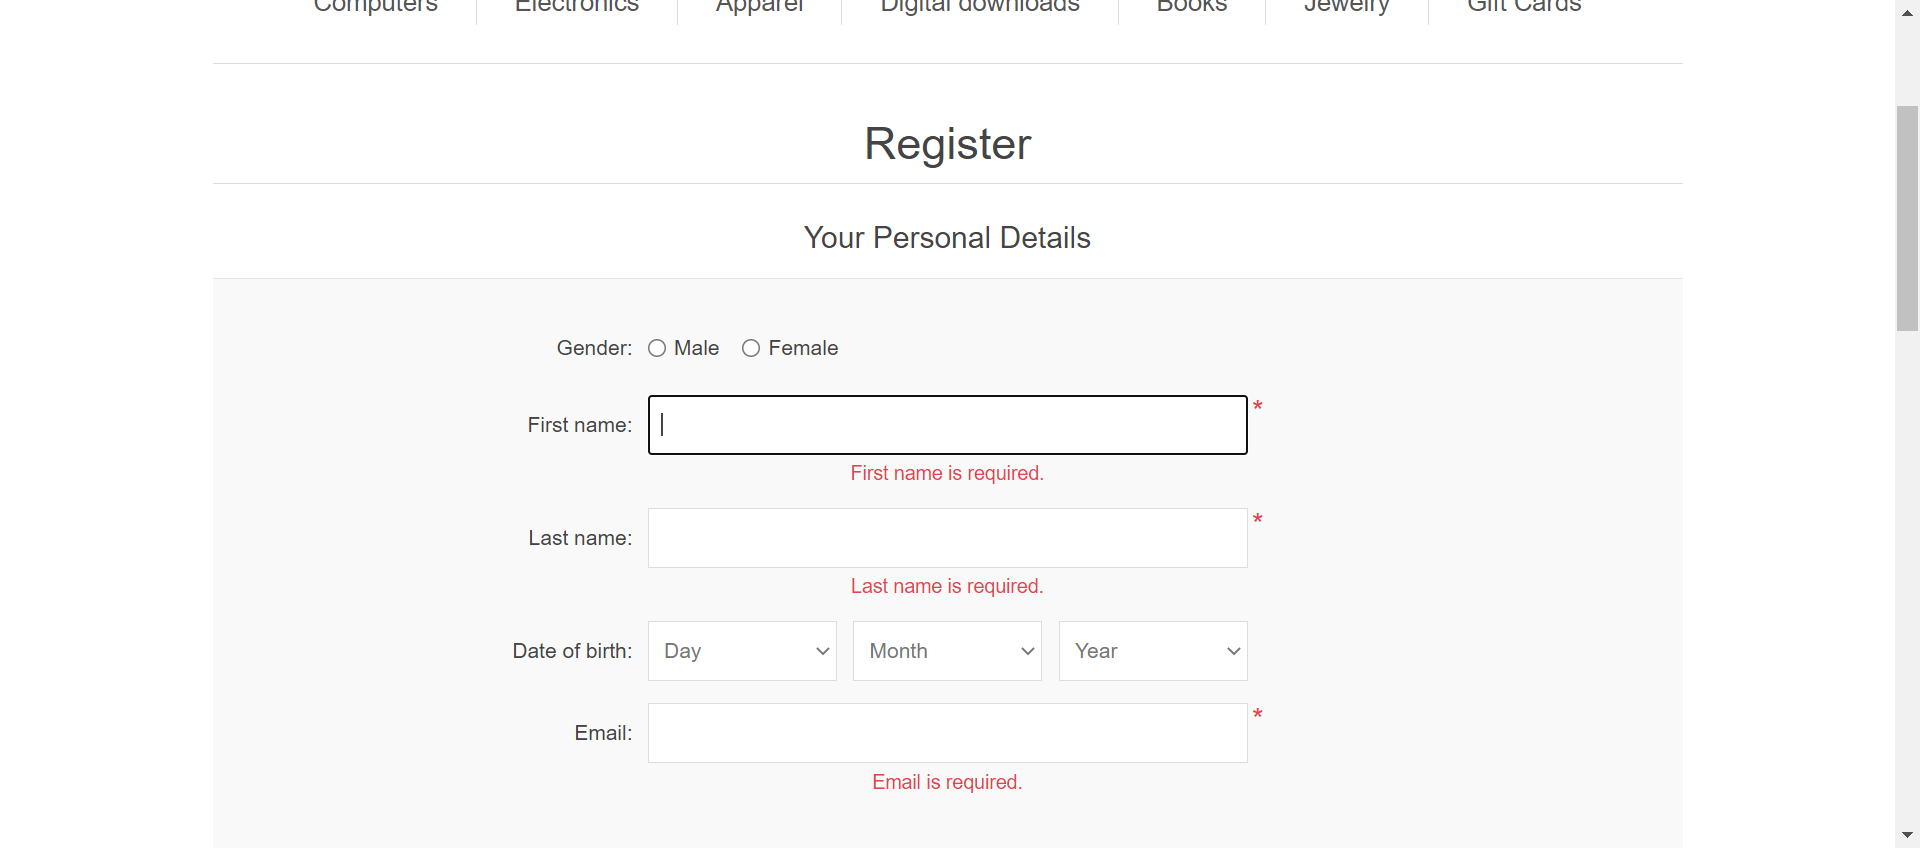 Computers Electronics Apparel Digital downloads Books Jewelry Gift Cards
Register
Your Personal Details
Gender: Male Female
First name: *
First name is required.
Last name: *
Last name is required.
Date of birth: Day Month Year
Email: *
Email is required.